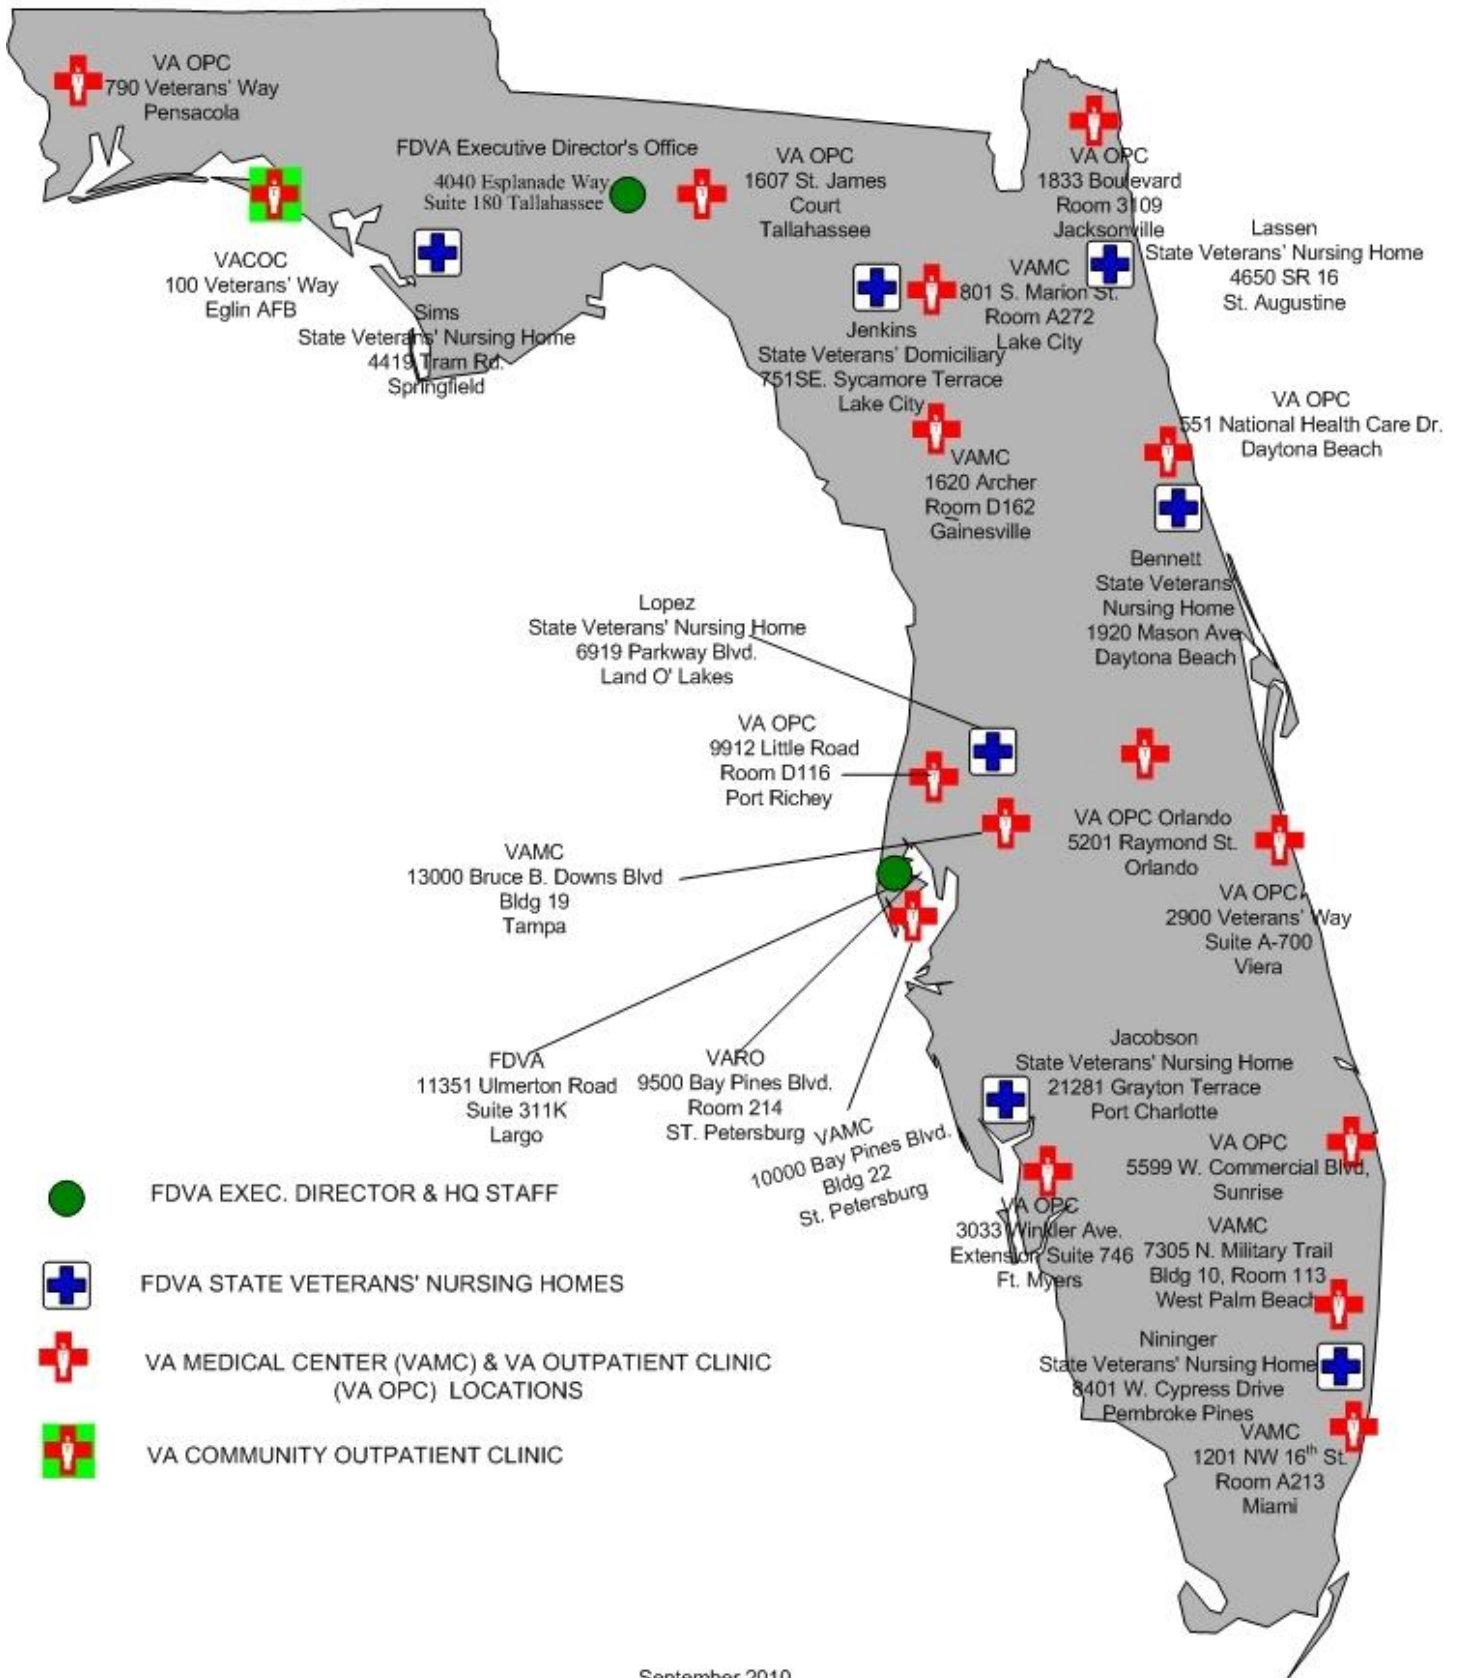 VA OPC
790 Veterans' Way
Pensacola
FDVA Executive Director's Office
4040 Esplanade Way
Suite 180 Tallahassee
VA OPC
1607 St. James
Court
Tallahassee
VA OPC
1833 Boulevard
Room 3109
Jacksonville
Lassen
State Veterans' Nursing Home
4650 SR 16
St. Augustine
VACOC
100 Veterans' Way
Eglin AFB
Sims
State Veterans' Nursing Home
4419 Tram Rd.
Springfield
VAMC
801 S. Marion St.
Room A272
Lake City
Jenkins
State Veterans' Domiciliary
751SE. Sycamore Terrace
Lake City
VA OPC
551 National Health Care Dr.
Daytona Beach
VAMC
1620 Archer
Room D162
Gainesville
Bennett
State Veterans'
Nursing Home
1920 Mason Ave
Daytona Beach
Lopez
State Veterans' Nursing Home
6919 Parkway Blvd.
Land O' Lakes
VA OPC
9912 Little Road
Room D116
Port Richey
VA OPC Orlando
5201 Raymond St.
Orlando
VAMC
13000 Bruce B. Downs Blvd
Bldg 19
Tampa
VA OPC
2900 Veterans' Way
Suite A-700
Viera
FDVA
11351 Ulmerton Road
Suite 311K
Largo
VARO
9500 Bay Pines Blvd.
Room 214
ST. Petersburg
VAMC
10000 Bay Pines Blvd.
Bldg 22
St. Petersburg
Jacobson
State Veterans' Nursing Home
21281 Grayton Terrace
Port Charlotte
VA OPC
5599 W. Commercial Blvd,
Sunrise
VA OPC
3033 Winkler Ave.
Extension Suite 746
Ft. Myers
VAMC
7305 N. Military Trail
Bldg 10, Room 113
West Palm Beach
Nininger
State Veterans' Nursing Home
8401 W. Cypress Drive
Pembroke Pines
VAMC
1201 NW 16th St.
Room A213
Miami
FDVA EXEC. DIRECTOR & HQ STAFF
FDVA STATE VETERANS' NURSING HOMES
VA MEDICAL CENTER (VAMC) & VA OUTPATIENT CLINIC
(VA OPC) LOCATIONS
VA COMMUNITY OUTPATIENT CLINIC
September 2010